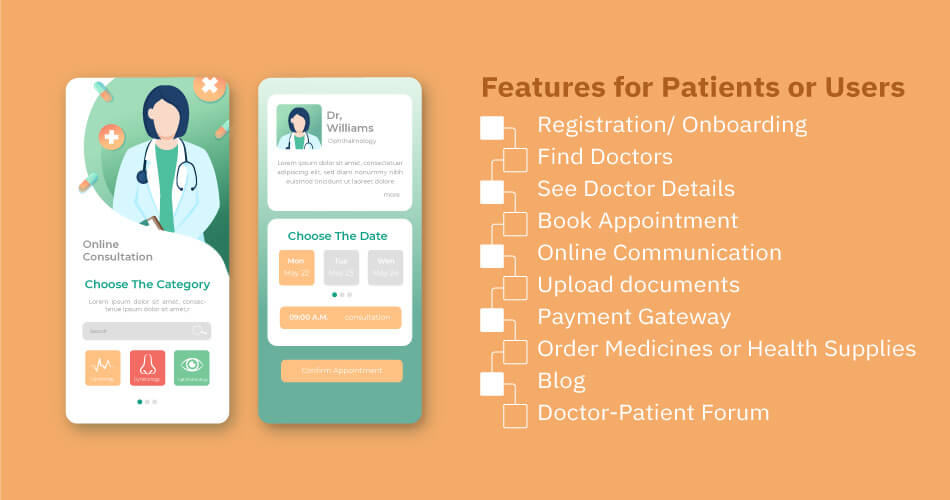 Online
Consultation
Choose The Category
Lorem ipsum dolor sit amet, consec-
tetum ipsum dolor sit amet,r
Search
Gynecology
Ophthalmology
Dr,
Williams
Ophthalmology
Lorem ipsum dolor sit amet, consectetuer
adipiscing elit, sed diam nonummy nibh
euismod tincidunt ut laoreet dolore
more
Choose The Date
Mon
May 22
Tue
May 23
Wen
May 24
09:00 A.M. consultation
Confirm Appointment
Features for Patients or Users
Registration/ Onboarding
Find Doctors
See Doctor Details
Book Appointment
Online Communication
Upload documents
Payment Gateway
Order Medicines or Health Supplies
Blog
Doctor-Patient Forum